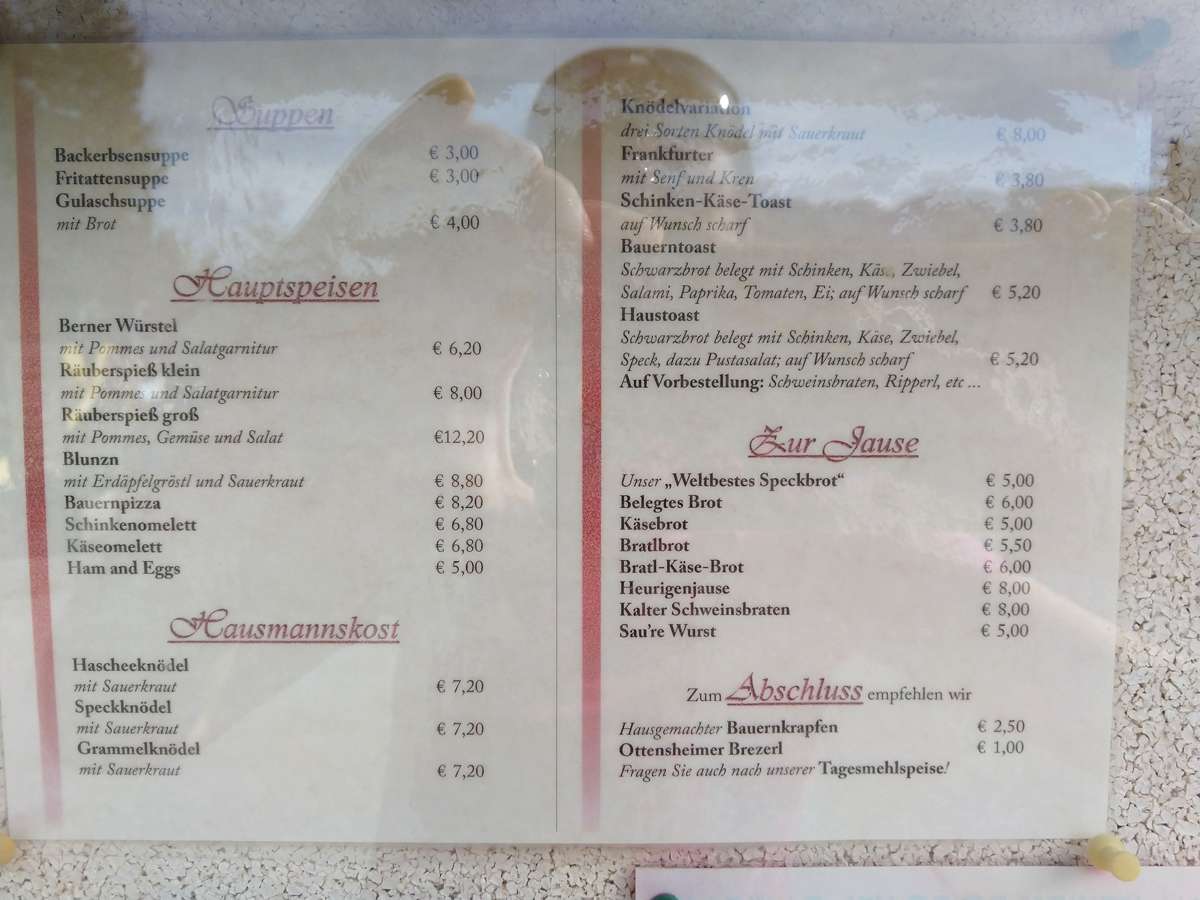 Suppen
Backerbsensuppe € 3,00
Fritattensuppe € 3,00
Gulaschsuppe
mit Brot € 4,00
Hauptspeisen
Berner Würstel
mit Pommes und Salatgarnitur € 6,20
Räuberspieß klein
mit Pommes und Salatgarnitur € 8,00
Räuberspieß groß
mit Pommes, Gemüse und Salat €12,20
Blunzn
mit Erdäpfelgröstl und Sauerkraut € 8,80
Bauernpizza € 8,20
Schinkenomelett € 6,80
Käseomelett € 6,80
Ham and Eggs € 5,00
Hausmannskost
Hascheeknödel
mit Sauerkraut € 7,20
Speckknödel
mit Sauerkraut € 7,20
Grammelknödel
mit Sauerkraut € 7,20
Knödelvariation
drei Sorten Knödel mit Sauerkraut € 8,00
Frankfurter
mit Senf und Kren € 3,80
Schinken-Käse-Toast
auf Wunsch scharf € 3,80
Bauerntoast
Schwarzbrot belegt mit Schinken, Käse, Zwiebel,
Salami, Paprika, Tomaten, Ei; auf Wunsch scharf € 5,20
Haustoast
Schwarzbrot belegt mit Schinken, Käse, Zwiebel,
Speck, dazu Pustasalat; auf Wunsch scharf € 5,20
Auf Vorbestellung: Schweinsbraten, Ripperl, etc ...
Zur Jause
Unser „Weltbestes Speckbrot“ € 5,00
Belegtes Brot € 6,00
Käsebrot € 5,00
Bratlbrot € 5,50
Bratl-Käse-Brot € 6,00
Heurigenjause € 8,00
Kalter Schweinsbraten € 8,00
Sau're Wurst € 5,00
Zum Abschluss empfehlen wir
Hausgemachter Bauernkrapfen € 2,50
Ottensheimer Brezerl € 1,00
Fragen Sie auch nach unserer Tagesmehlspeise!